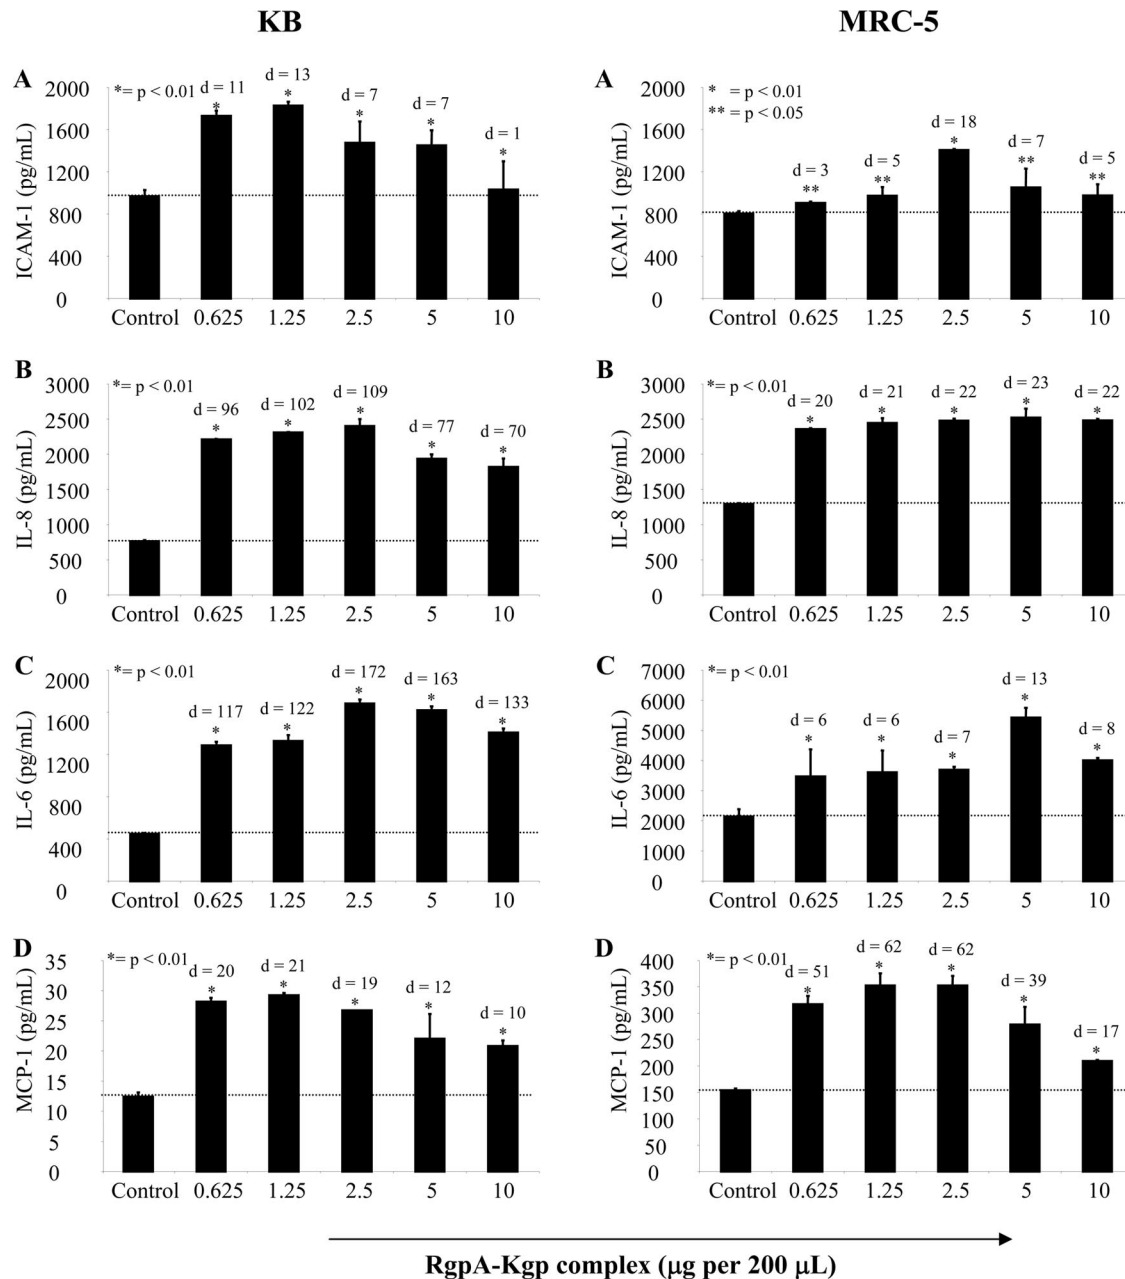 KB
MRC-5
A
*= p < 0.01
d = 11
d = 13
d = 7
d = 7
d = 1
*
*
*
*
*
ICAM-1 (pg/mL)
2000
1600
1200
800
400
0
Control 0.625 1.25 2.5 5 10
A
* = p < 0.01
** = p < 0.05
d = 3
d = 5
d = 18
d = 7
d = 5
**
**
*
**
**
ICAM-1 (pg/mL)
2000
1600
1200
800
400
0
Control 0.625 1.25 2.5 5 10
B
*= p < 0.01
d = 96
d = 102
d = 109
d = 77
d = 70
*
*
*
*
*
IL-8 (pg/mL)
3000
2500
2000
1500
1000
500
0
Control 0.625 1.25 2.5 5 10
B
*= p < 0.01
d = 20
d = 21
d = 22
d = 23
d = 22
*
*
*
*
*
IL-8 (pg/mL)
3000
2500
2000
1500
1000
500
0
Control 0.625 1.25 2.5 5 10
C
*= p < 0.01
d = 117
d = 122
d = 172
d = 163
d = 133
*
*
*
*
*
IL-6 (pg/mL)
2000
1600
1200
800
400
0
Control 0.625 1.25 2.5 5 10
C
*= p < 0.01
d = 6
d = 6
d = 7
d = 13
d = 8
*
*
*
*
*
IL-6 (pg/mL)
7000
6000
5000
4000
3000
2000
1000
0
Control 0.625 1.25 2.5 5 10
D
*= p < 0.01
d = 20
d = 21
d = 19
d = 12
d = 10
*
*
*
*
*
MCP-1 (pg/mL)
35
30
25
20
15
10
5
0
Control 0.625 1.25 2.5 5 10
D
*= p < 0.01
d = 51
d = 62
d = 62
d = 39
d = 17
*
*
*
*
*
MCP-1 (pg/mL)
400
350
300
250
200
150
100
50
0
Control 0.625 1.25 2.5 5 10
RgpA-Kgp complex (μg per 200 μL)